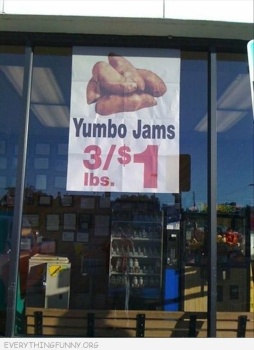 Yumbo Jams
3/$1
lbs.
EVERYTHINGFUNNY.ORG